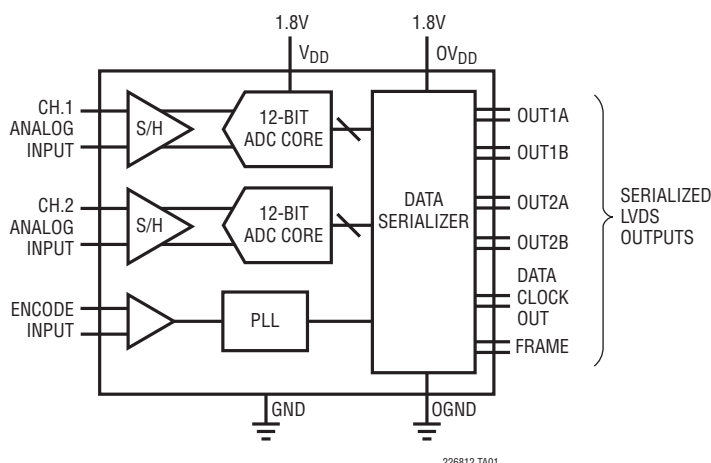 1.8V
1.8V
VDD
OVDD
CH.1
ANALOG
INPUT
S/H
12-BIT
ADC CORE
OUT1A
OUT1B
CH.2
ANALOG
INPUT
S/H
12-BIT
ADC CORE
DATA
SERIALIZER
OUT2A
OUT2B
SERIALIZED
LVDS
OUTPUTS
ENCODE
INPUT
PLL
DATA
CLOCK
OUT
FRAME
GND
OGND
226812 TA01